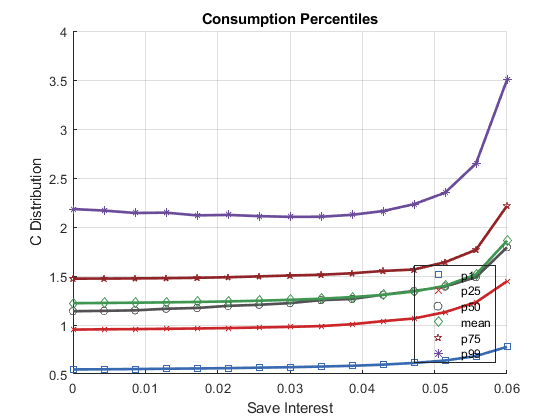 Consumption Percentiles
4
3.5
3
2.5
2
1.5
1
0.5
C Distribution
p1
p25
p50
mean
p75
p99
0
0.01
0.02
0.03
0.04
0.05
0.06
Save Interest